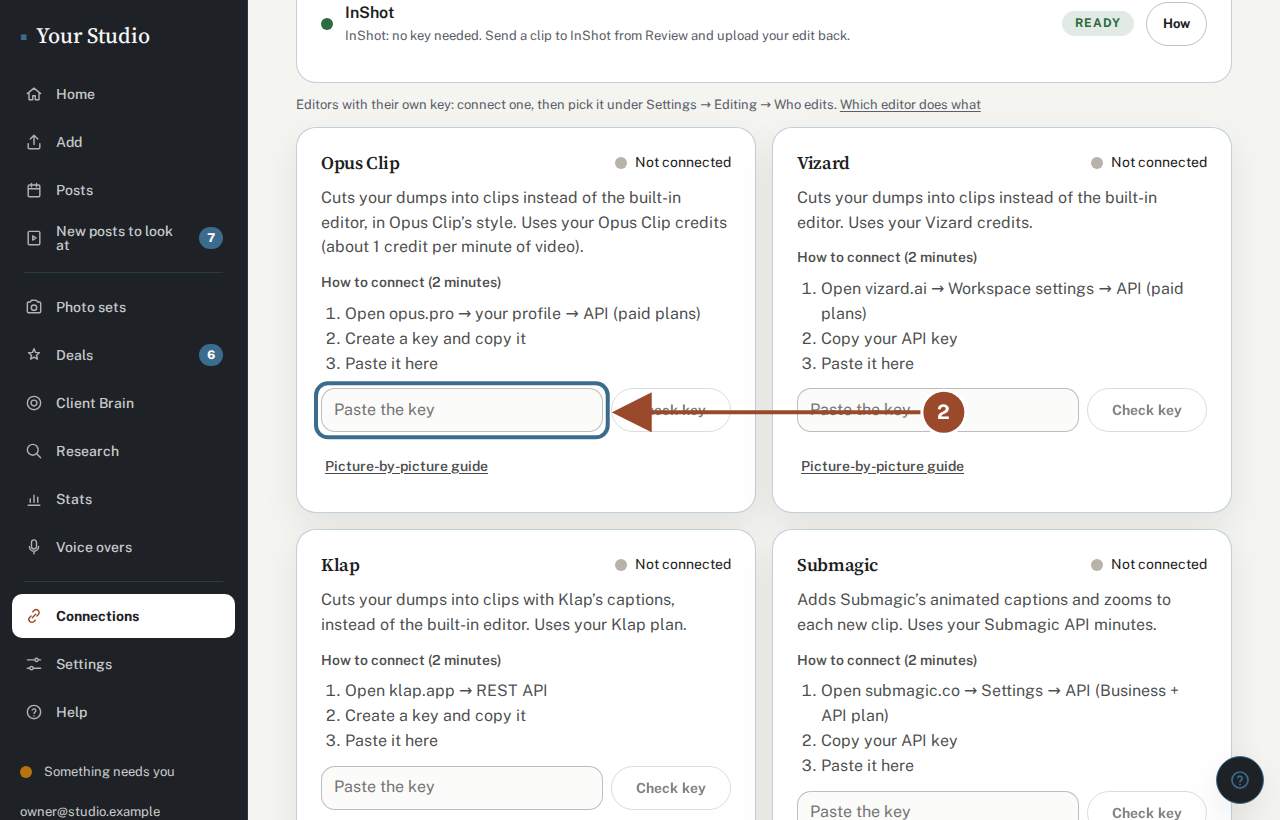 Your Studio
Home
Add
Posts
New posts to look
at
7
Photo sets
Deals
6
Client Brain
Research
Stats
Voice overs
Connections
Settings
Help
Something needs you
owner@studio.example
InShot
InShot: no key needed. Send a clip to InShot from Review and upload your edit back.
READY
How
Editors with their own key: connect one, then pick it under Settings → Editing → Who edits. Which editor does what
Opus Clip
Not connected
Cuts your dumps into clips instead of the built-in
editor, in Opus Clip’s style. Uses your Opus Clip credits
(about 1 credit per minute of video).
How to connect (2 minutes)
1. Open opus.pro → your profile → API (paid plans)
2. Create a key and copy it
3. Paste it here
Paste the key
Check key
Picture-by-picture guide
Vizard
Not connected
Cuts your dumps into clips instead of the built-in
editor. Uses your Vizard credits.
How to connect (2 minutes)
1. Open vizard.ai → Workspace settings → API (paid
plans)
2. Copy your API key
3. Paste it here
Paste the key
2
Check key
Picture-by-picture guide
Klap
Not connected
Cuts your dumps into clips with Klap’s captions,
instead of the built-in editor. Uses your Klap plan.
How to connect (2 minutes)
1. Open klap.app → REST API
2. Create a key and copy it
3. Paste it here
Paste the key
Check key
Submagic
Not connected
Adds Submagic’s animated captions and zooms to
each new clip. Uses your Submagic API minutes.
How to connect (2 minutes)
1. Open submagic.co → Settings → API (Business +
API plan)
2. Copy your API key
3. Paste it here
Paste the key
Check key